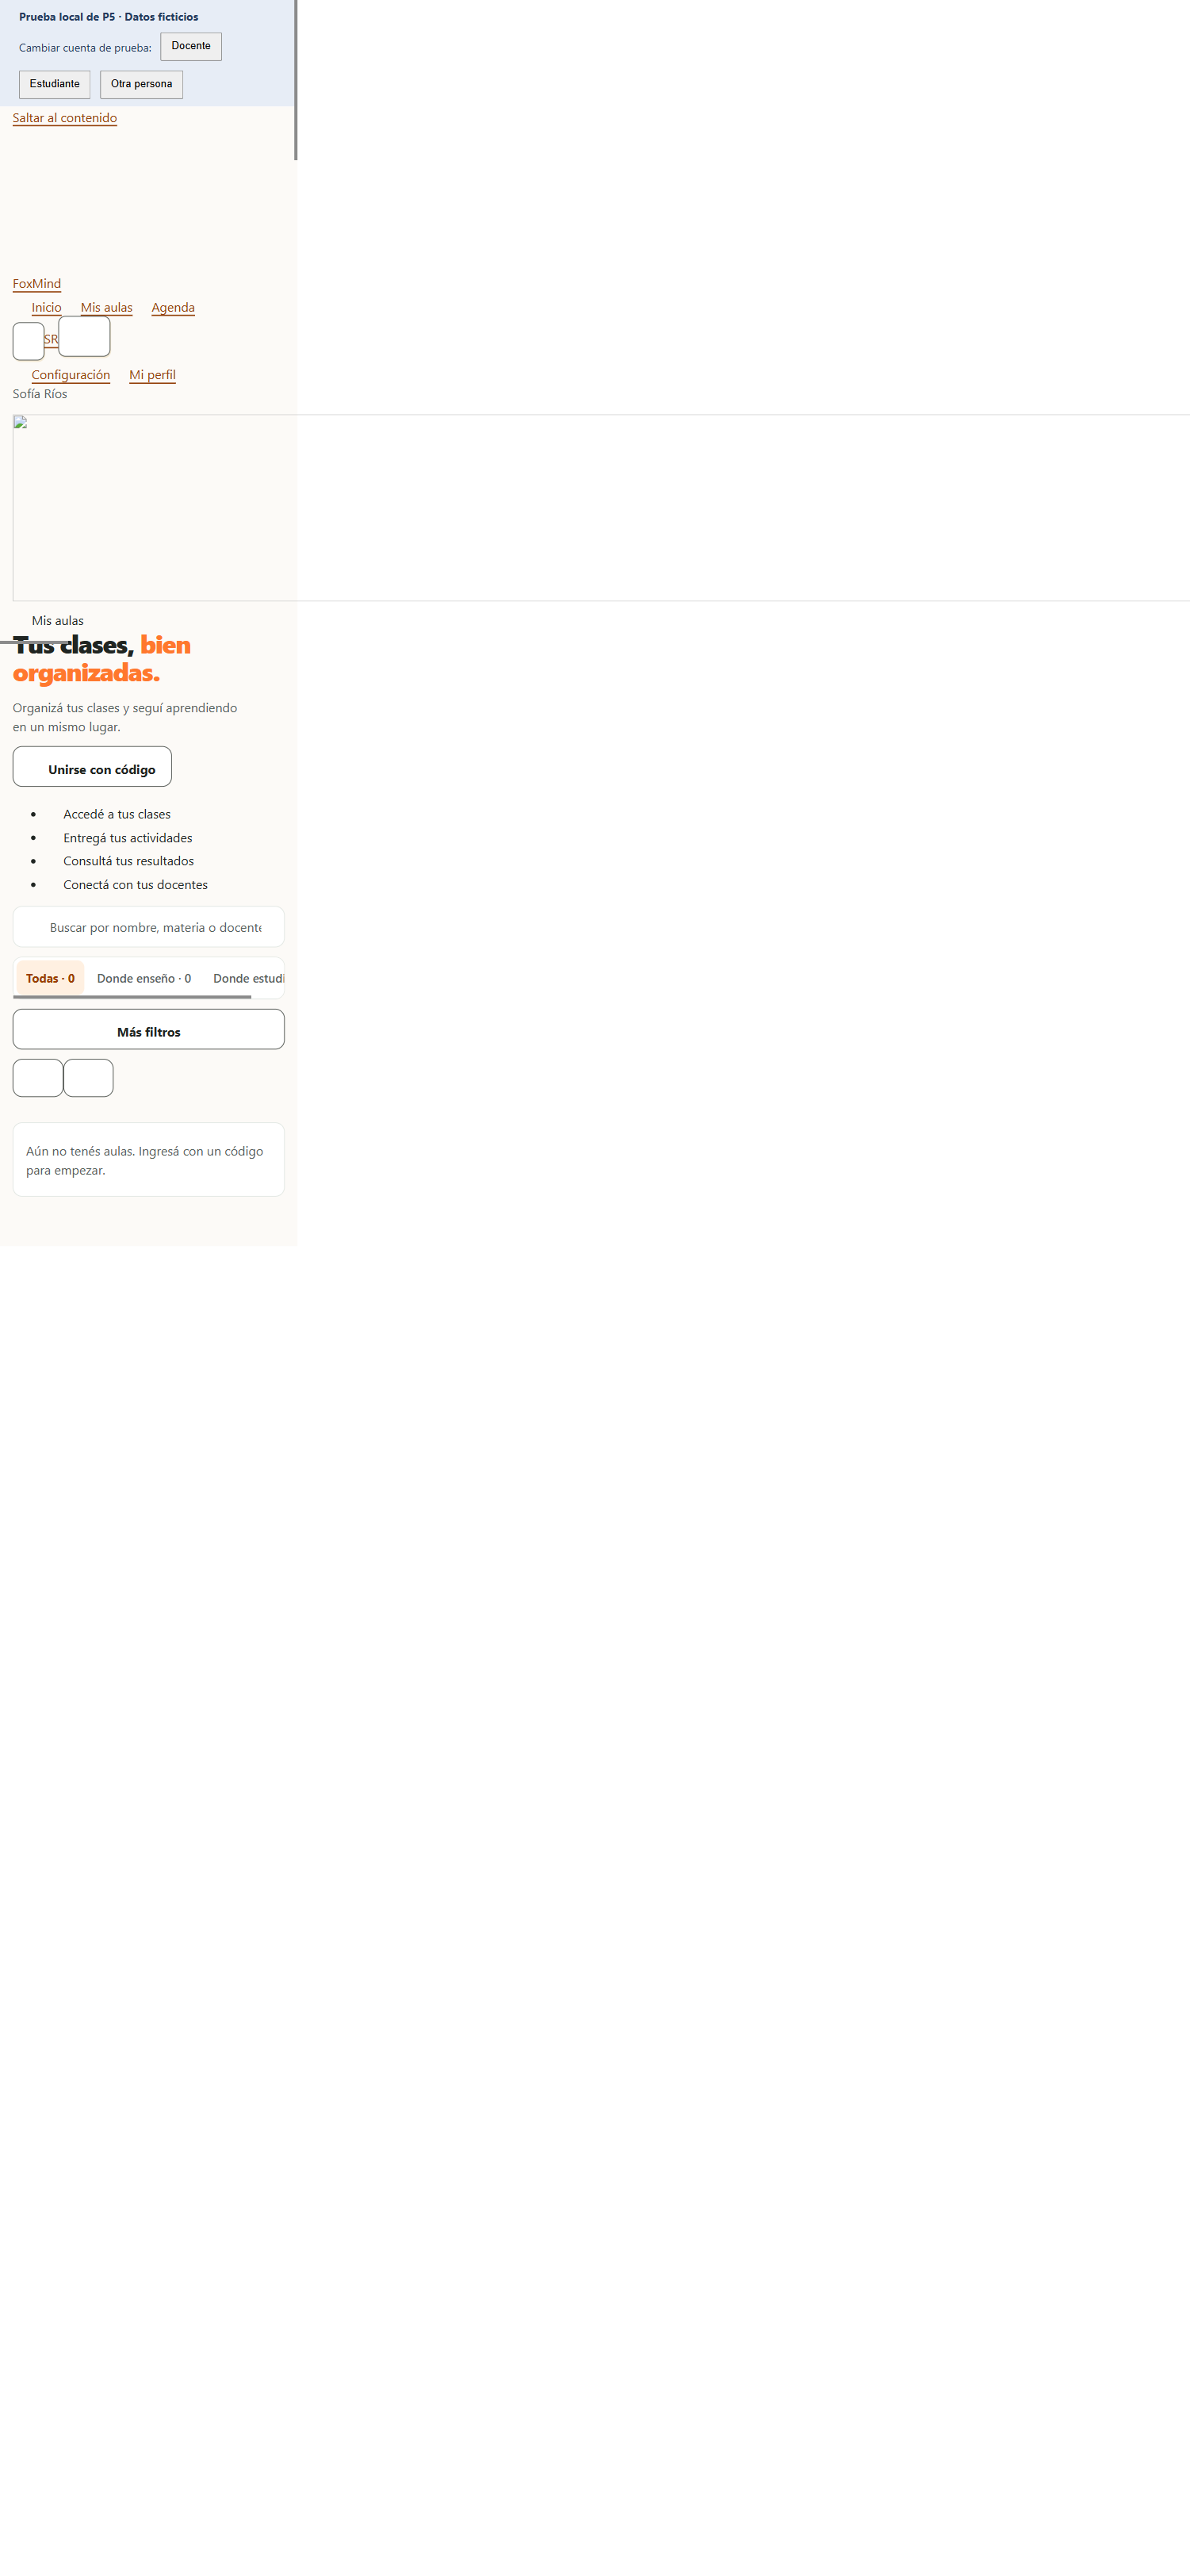 Prueba local de P5 · Datos ficticios
Cambiar cuenta de prueba: Docente
Estudiante Otra persona
Saltar al contenido
FoxMind
Inicio Mis aulas Agenda
SR
Configuración Mi perfil
Sofía Ríos
Mis aulas
Tus clases, bien
organizadas.
Organizá tus clases y seguí aprendiendo
en un mismo lugar.
Unirse con código
Accedé a tus clases
Entregá tus actividades
Consultá tus resultados
Conectá con tus docentes
Buscar por nombre, materia o docente
Todas · 0 Donde enseño · 0 Donde estudi
Más filtros
Aún no tenés aulas. Ingresá con un código
para empezar.